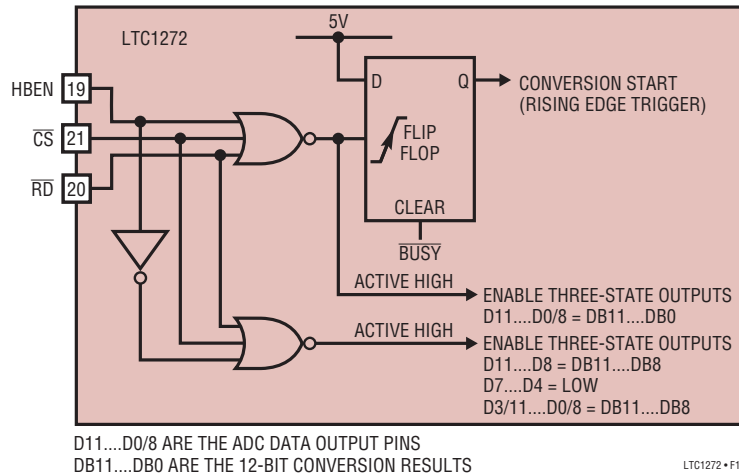 LTC1272
5V
HBEN 19
CS 21
RD 20
D Q
CONVERSION START
(RISING EDGE TRIGGER)
FLIP
FLOP
CLEAR
BUSY
ACTIVE HIGH
ENABLE THREE-STATE OUTPUTS
D11....D0/8 = DB11....DB0
ACTIVE HIGH
ENABLE THREE-STATE OUTPUTS
D11....D8 = DB11....DB8
D7....D4 = LOW
D3/11....D0/8 = DB11....DB8
D11....D0/8 ARE THE ADC DATA OUTPUT PINS
DB11....DB0 ARE THE 12-BIT CONVERSION RESULTS
LTC1272 • F1